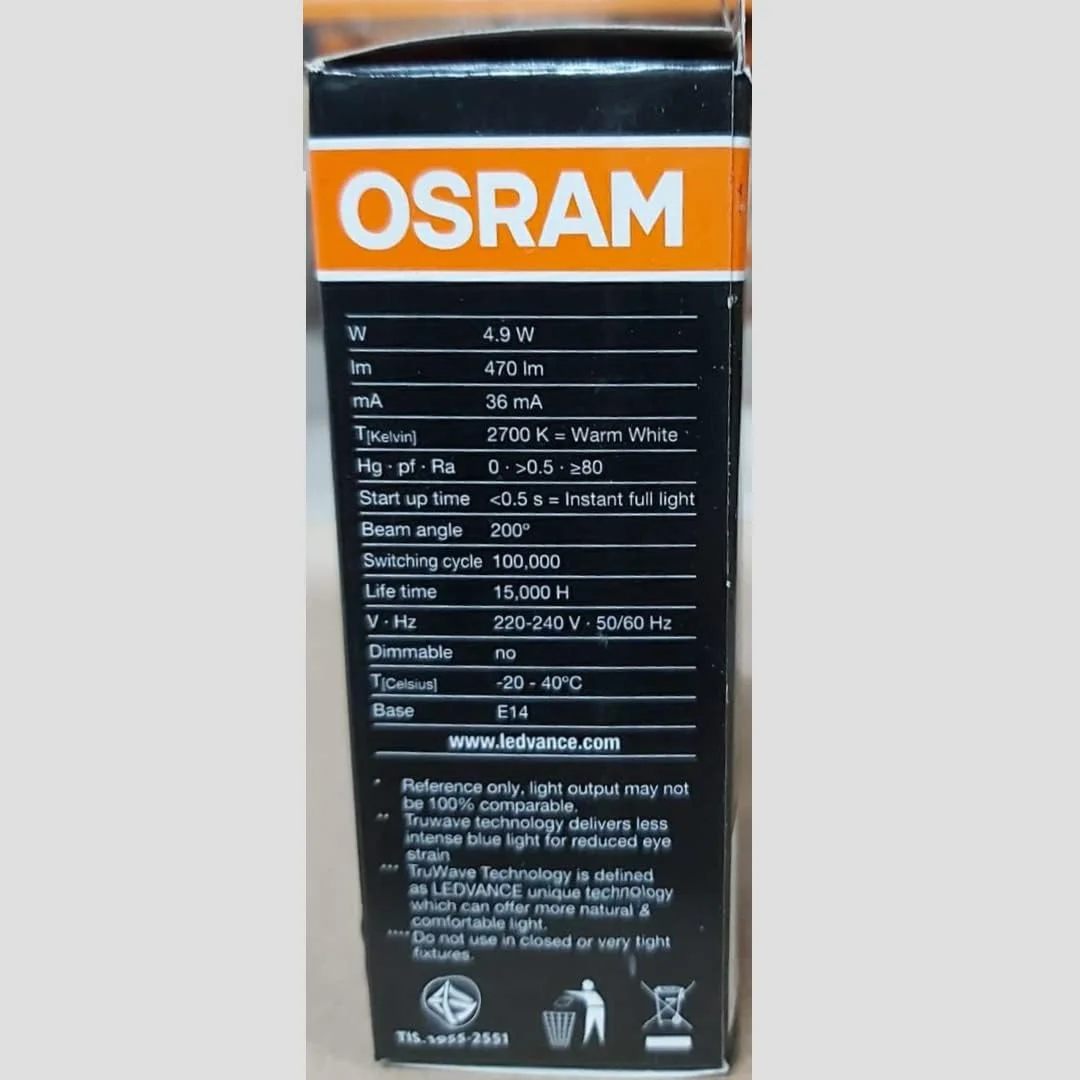 OSRAM
W 4.9 W
lm 470 lm
mA 36 mA
T[Kelvin] 2700 K = Warm White
Hg · pf · Ra 0 · >0.5 · ≥80
Start up time <0.5 s = Instant full light
Beam angle 200°
Switching cycle 100,000
Life time 15,000 H
V · Hz 220-240 V · 50/60 Hz
Dimmable no
T[Celsius] -20 - 40°C
Base E14
www.ledvance.com
* Reference only, light output may not
be 100% comparable.
** Truwave technology delivers less
intense blue light for reduced eye
strain
*** TruWave Technology is defined
as LEDVANCE unique technology
which can offer more natural &
comfortable light.
**** Do not use in closed or very tight
fixtures.
TIS.1955-2551